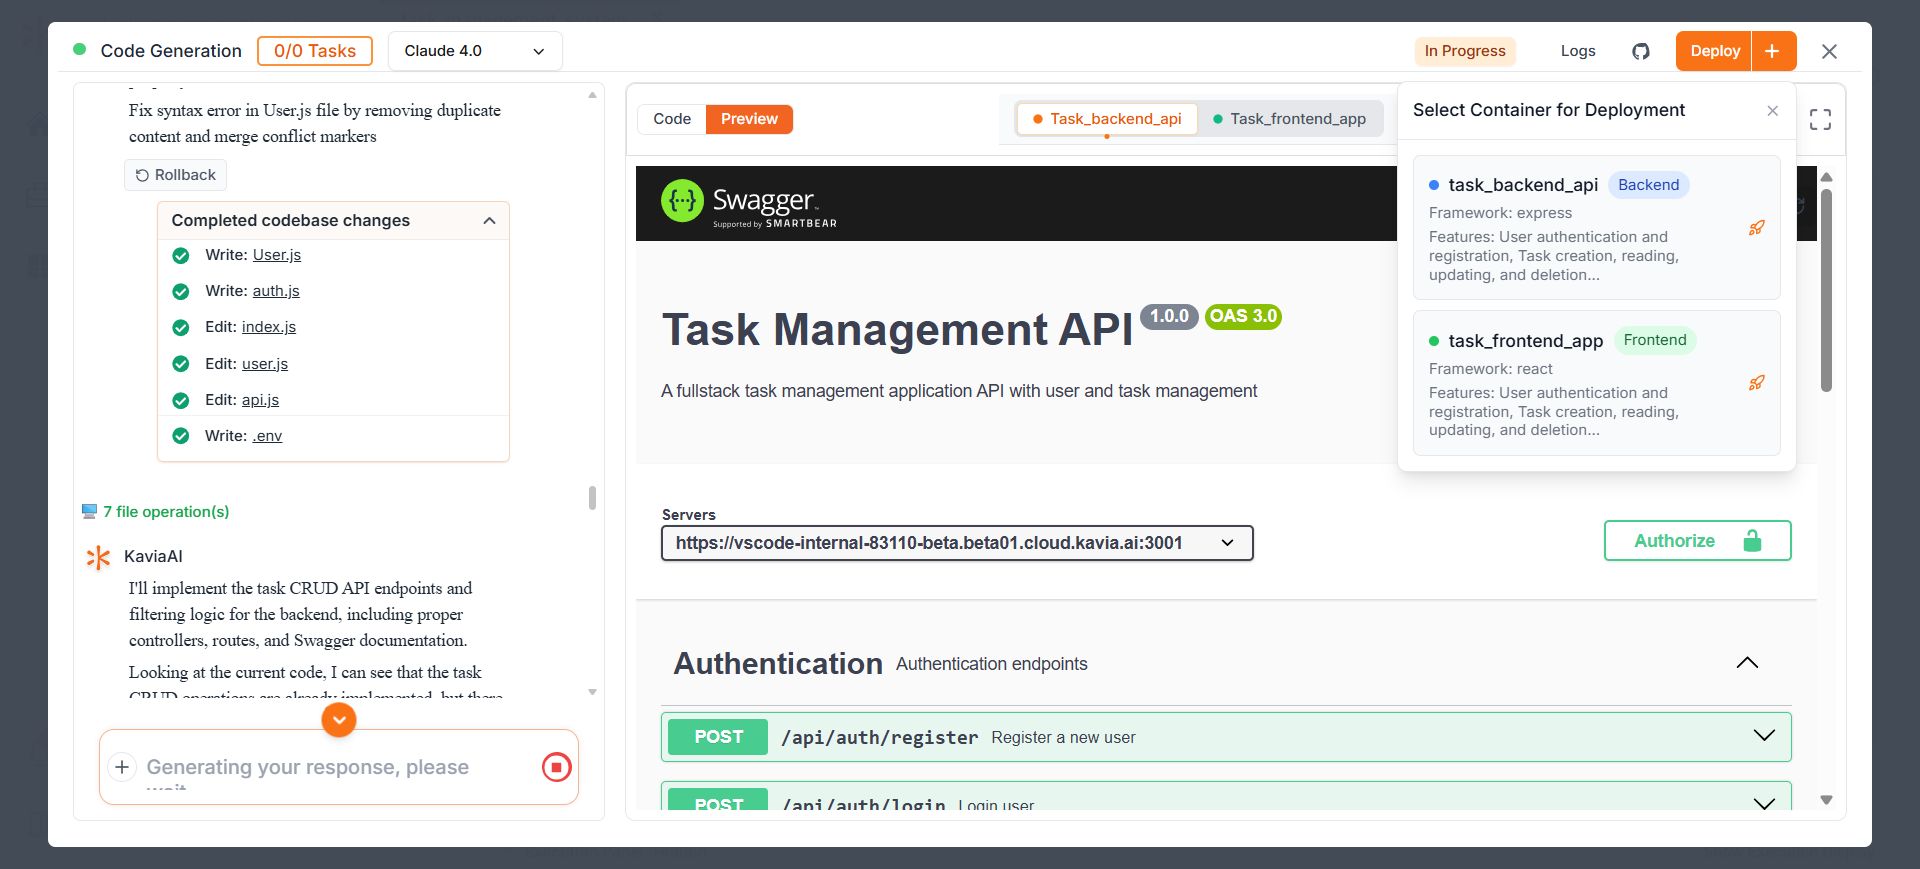 Code Generation
0/0 Tasks
Claude 4.0
In Progress
Logs
Deploy
Fix syntax error in User.js file by removing duplicate
content and merge conflict markers
Rollback
Completed codebase changes
Write: User.js
Write: auth.js
Edit: index.js
Edit: user.js
Edit: api.js
Write: .env
7 file operation(s)
KaviaAI
I'll implement the task CRUD API endpoints and
filtering logic for the backend, including proper
controllers, routes, and Swagger documentation.
Looking at the current code, I can see that the task
CRUD operations are already implemented, but there
Generating your response, please
wait
Code
Preview
Task_backend_api
Task_frontend_app
Swagger
Supported by SMARTBEAR
Task Management API 1.0.0 OAS 3.0
A fullstack task management application API with user and task management
Servers
https://vscode-internal-83110-beta.beta01.cloud.kavia.ai:3001
Authorize
Authentication Authentication endpoints
POST /api/auth/register Register a new user
POST /api/auth/login Login user
Select Container for Deployment
task_backend_api Backend
Framework: express
Features: User authentication and
registration, Task creation, reading,
updating, and deletion...
task_frontend_app Frontend
Framework: react
Features: User authentication and
registration, Task creation, reading,
updating, and deletion...